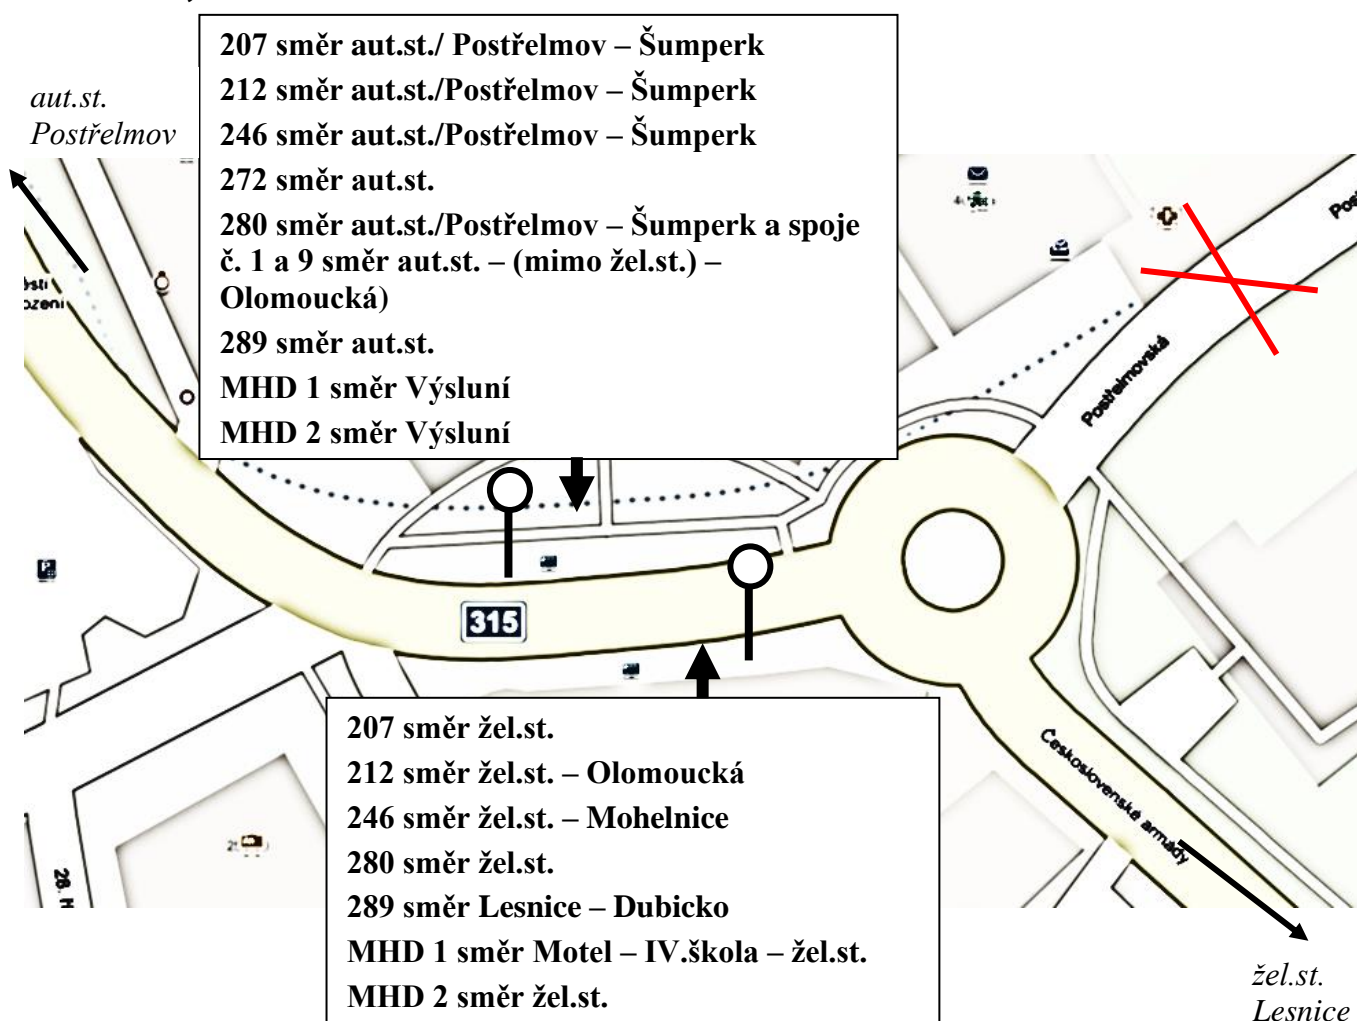 207 směr aut.st./ Postřelmov – Šumperk
212 směr aut.st./Postřelmov – Šumperk
246 směr aut.st./Postřelmov – Šumperk
272 směr aut.st.
280 směr aut.st./Postřelmov – Šumperk a spoje
č. 1 a 9 směr aut.st. – (mimo žel.st.) –
Olomoucká)
289 směr aut.st.
MHD 1 směr Výsluní
MHD 2 směr Výsluní
aut.st.
Postřelmov
Postřelmovská
315
Československé armády
207 směr žel.st.
212 směr žel.st. – Olomoucká
246 směr žel.st. – Mohelnice
280 směr žel.st.
289 směr Lesnice – Dubicko
MHD 1 směr Motel – IV.škola – žel.st.
MHD 2 směr žel.st.
žel.st.
Lesnice